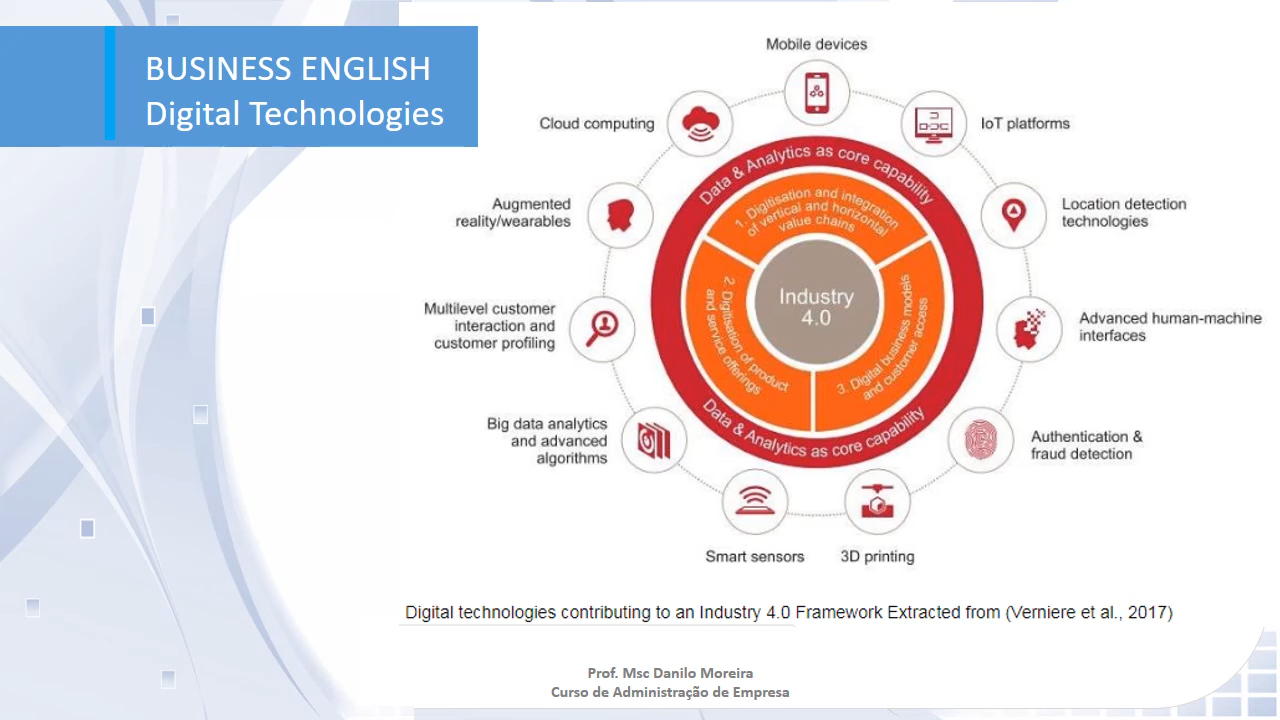 BUSINESS ENGLISH
Digital Technologies
Mobile devices
Cloud computing
IoT platforms
Augmented
reality/wearables
Location detection
technologies
Multilevel customer
interaction and
customer profiling
Advanced human-machine
interfaces
Big data analytics
and advanced
algorithms
Authentication &
fraud detection
Smart sensors
3D printing
Data & Analytics as core capability
1. Digitisation and integration
of vertical and horizontal
value chains
2. Digitisation of product
and service offerings
Industry
4.0
3. Digital business models
and customer access
Data & Analytics as core capability
Digital technologies contributing to an Industry 4.0 Framework Extracted from (Verniere et al., 2017)
Prof. Msc Danilo Moreira
Curso de Administração de Empresa